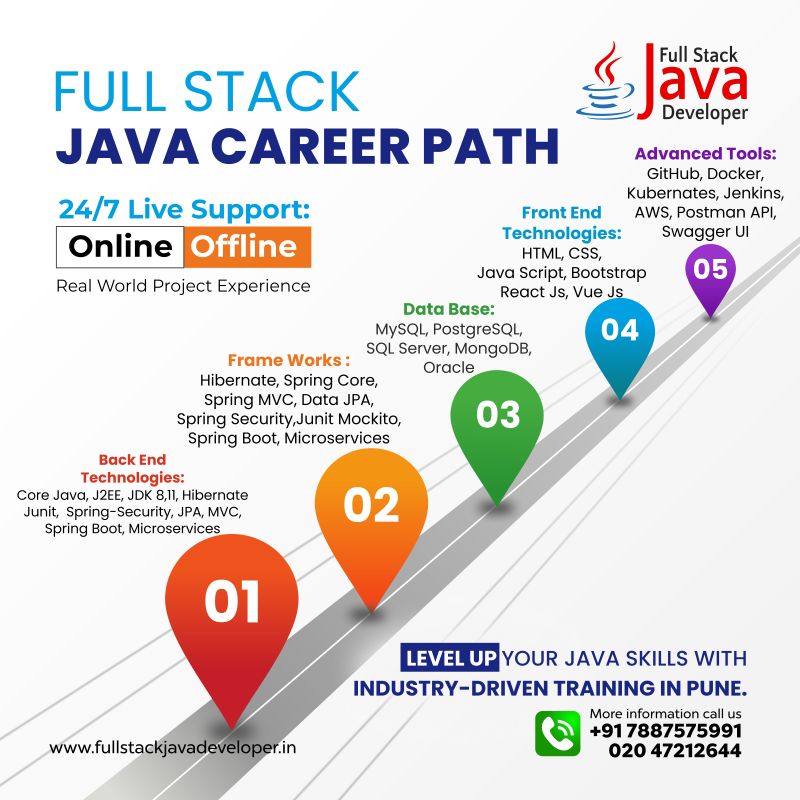 FULL STACK
JAVA CAREER PATH
Full Stack
Java
Developer
24/7 Live Support:
Online Offline
Real World Project Experience
Advanced Tools:
GitHub, Docker,
Kubernates, Jenkins,
AWS, Postman API,
Swagger UI
05
Front End
Technologies:
HTML, CSS,
Java Script, Bootstrap
React Js, Vue Js
04
Data Base:
MySQL, PostgreSQL,
SQL Server, MongoDB,
Oracle
03
Frame Works :
Hibernate, Spring Core,
Spring MVC, Data JPA,
Spring Security,Junit Mockito,
Spring Boot, Microservices
02
Back End
Technologies:
Core Java, J2EE, JDK 8,11, Hibernate
Junit, Spring-Security, JPA, MVC,
Spring Boot, Microservices
01
LEVEL UP YOUR JAVA SKILLS WITH
INDUSTRY-DRIVEN TRAINING IN PUNE.
More information call us
+91 7887575991
020 47212644
www.fullstackjavadeveloper.in